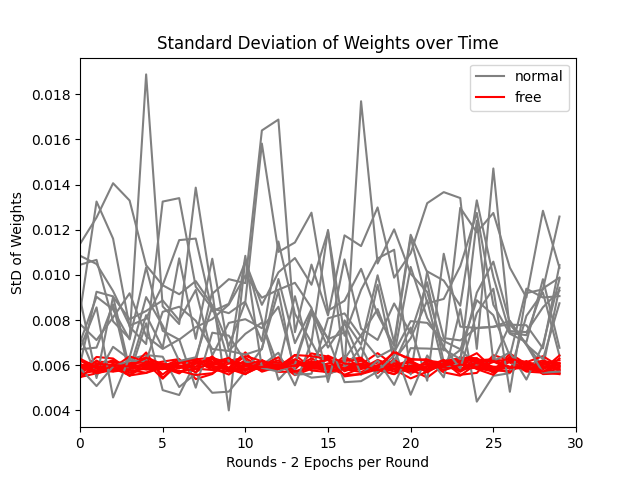 Standard Deviation of Weights over Time
normal
free
StD of Weights
0.018
0.016
0.014
0.012
0.010
0.008
0.006
0.004
0 5 10 15 20 25 30
Rounds - 2 Epochs per Round